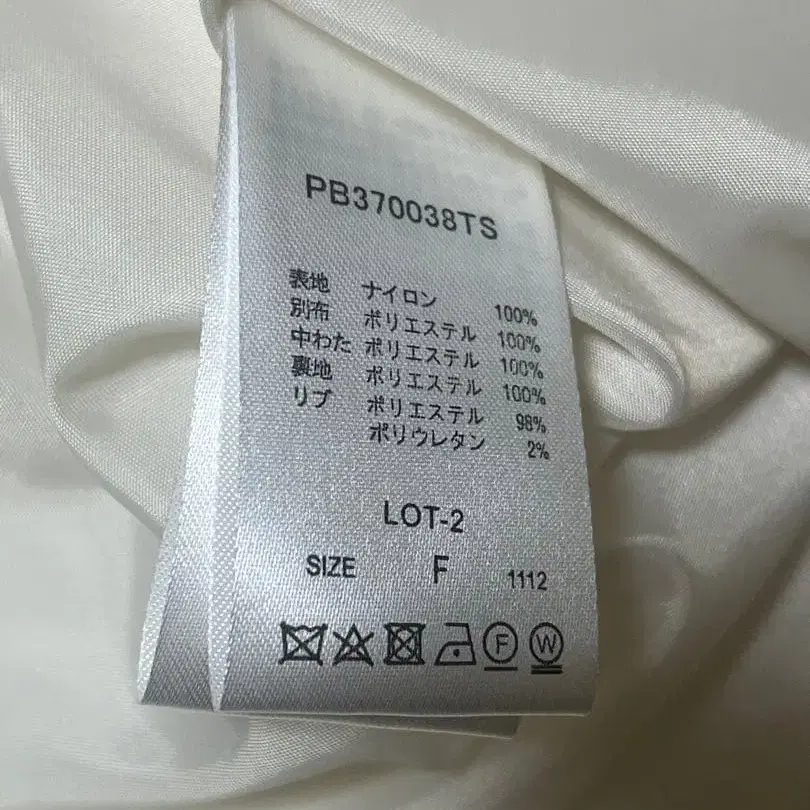 PB370038TS
表地 ナイロン 100%
別布 ポリエステル 100%
中わた ポリエステル 100%
裏地 ポリエステル 100%
リブ ポリエステル 98%
ポリウレタン 2%
LOT-2
SIZE F 1112
F W